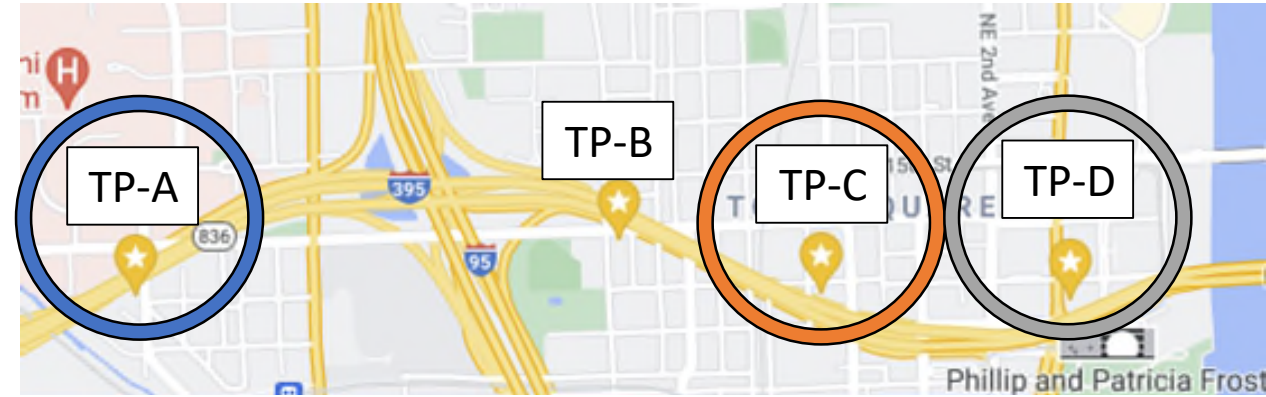 NE 2nd Ave
H
TP-A
TP-B
TP-C
TP-D
395
836
95
Phillip and Patricia Frost